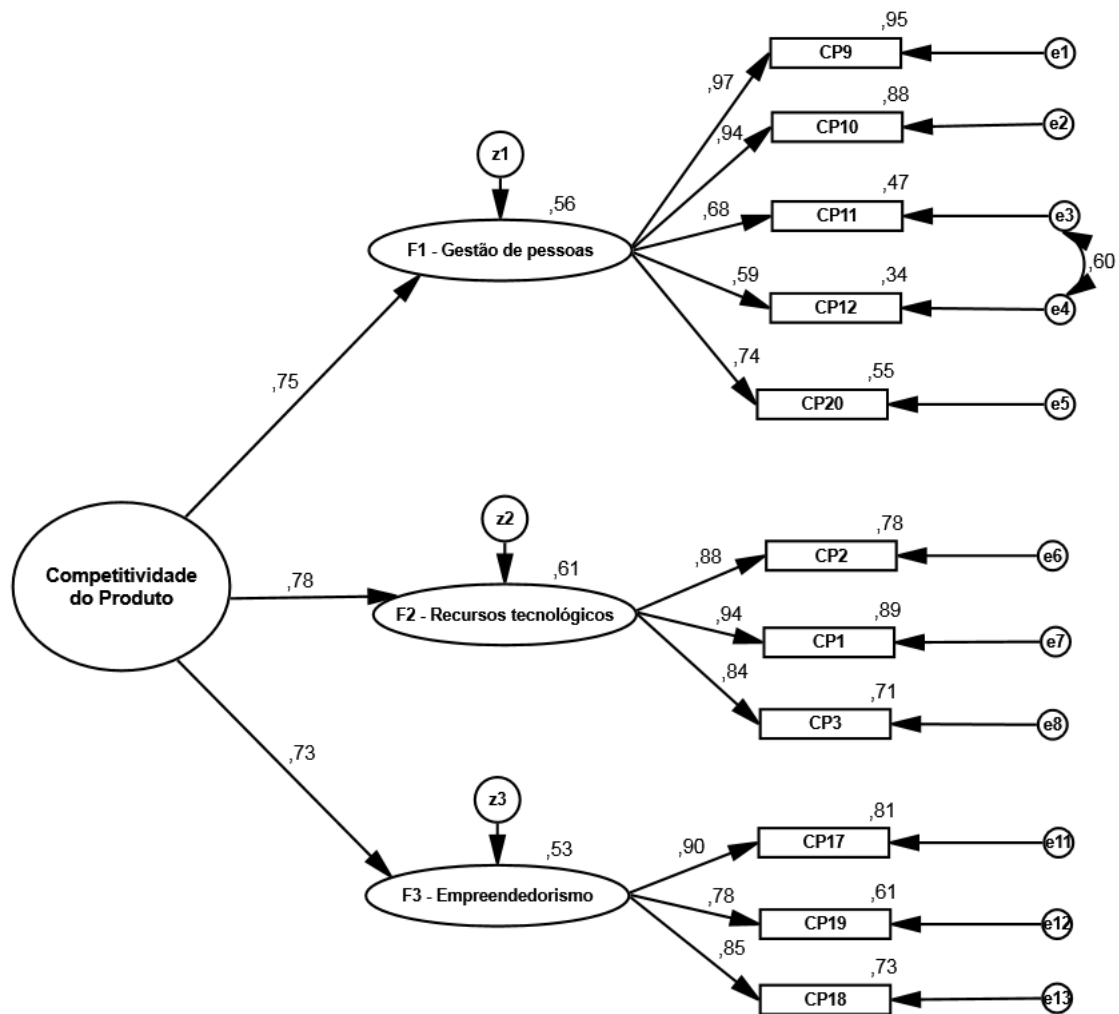 ,95
CP9
e1
,97
,88
CP10
e2
,94
z1
,47
CP11
e3
,68
,56
F1 - Gestão de pessoas
,60
,34
CP12
e4
,59
,74
,55
CP20
e5
,75
z2
,78
CP2
e6
,88
,61
F2 - Recursos tecnológicos
,89
CP1
e7
,94
Competitividade
do Produto
,78
,84
,71
CP3
e8
,73
z3
,81
CP17
e11
,90
,53
F3 - Empreendedorismo
,61
CP19
e12
,78
,85
,73
CP18
e13